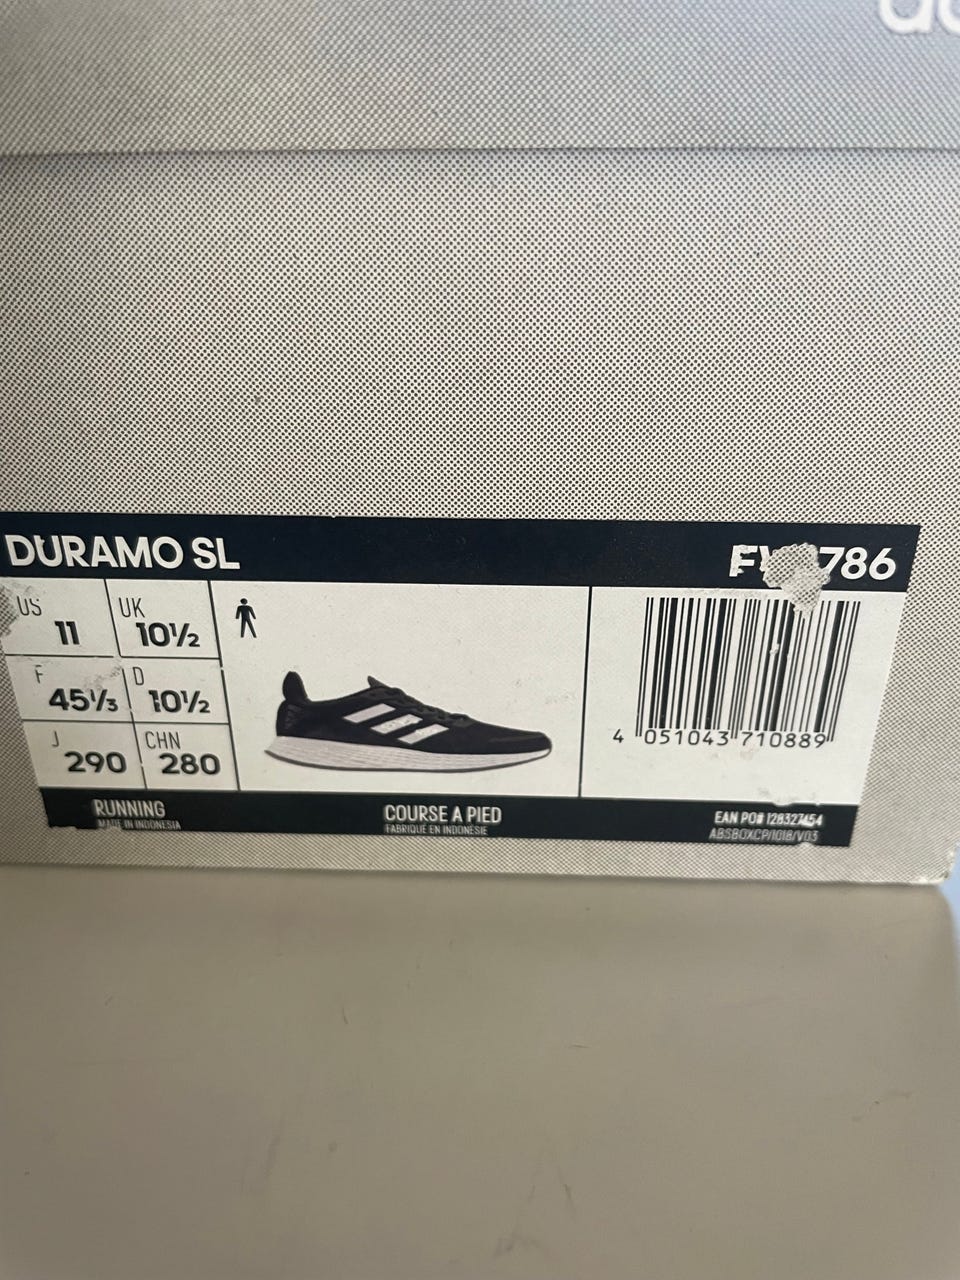 DURAMO SL
786
US 11
UK 10½
F 45⅓
D 10½
J 290
CHN 280
4 051043 710889
RUNNING
MADE IN INDONESIA
COURSE A PIED
FABRIQUÉ EN INDONÉSIE
EAN PO# 128327454
ABSBOXCP/1018/V03